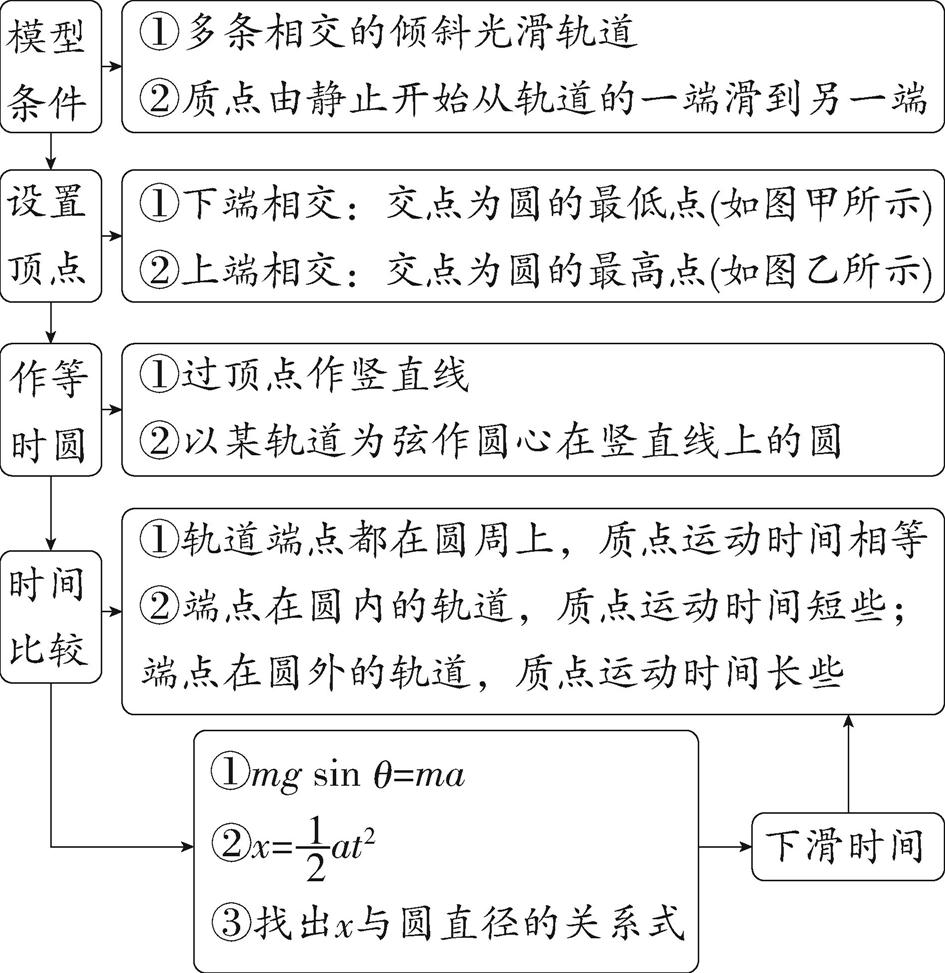 模型
条件
①多条相交的倾斜光滑轨道
②质点由静止开始从轨道的一端滑到另一端
设置
顶点
①下端相交：交点为圆的最低点(如图甲所示)
②上端相交：交点为圆的最高点(如图乙所示)
作等
时圆
①过顶点作竖直线
②以某轨道为弦作圆心在竖直线上的圆
时间
比较
①轨道端点都在圆周上，质点运动时间相等
②端点在圆内的轨道，质点运动时间短些；
端点在圆外的轨道，质点运动时间长些
①mg sin θ=ma
②x=\frac{1}{2}at²
③找出x与圆直径的关系式
下滑时间